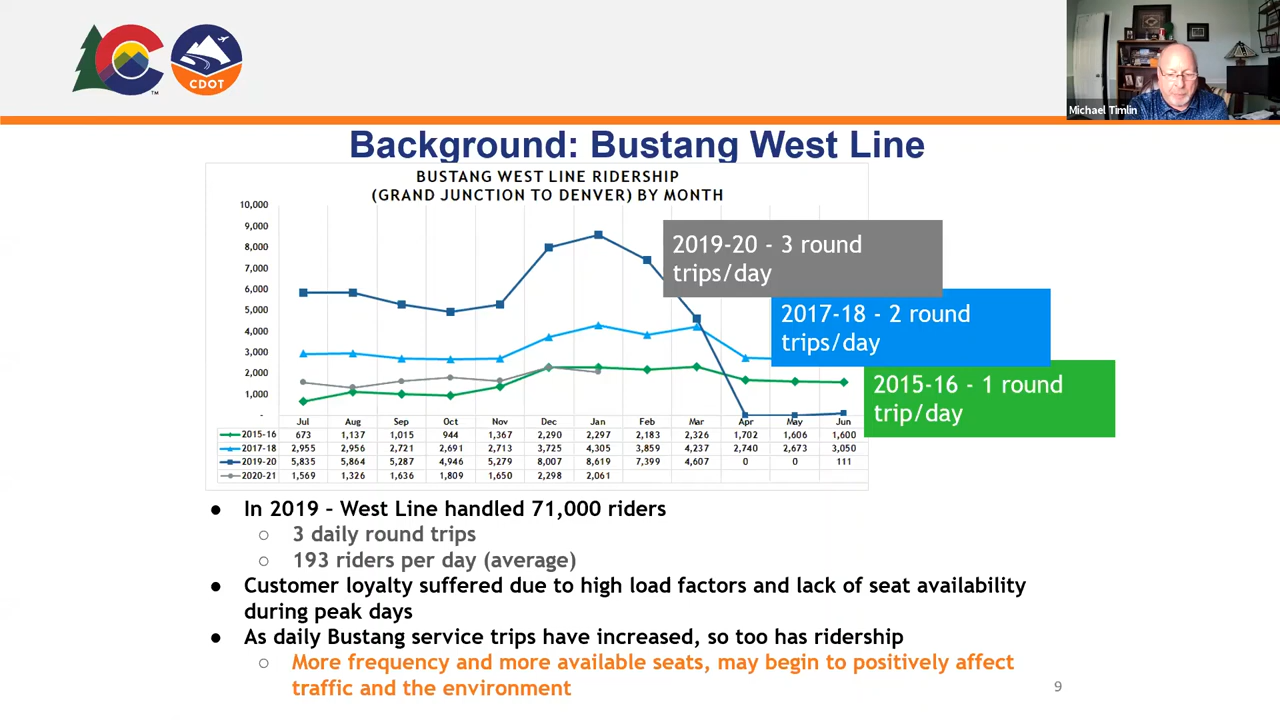 CDOT
TM
Michael Timlin
Background: Bustang West Line
BUSTANG WEST LINE RIDERSHIP
(GRAND JUNCTION TO DENVER) BY MONTH
10,000
9,000
8,000
7,000
6,000
5,000
4,000
3,000
2,000
1,000
-
2019-20 - 3 round
trips/day
2017-18 - 2 round
trips/day
2015-16 - 1 round
trip/day
Jul Aug Sep Oct Nov Dec Jan Feb Mar Apr May Jun
2015-16 673 1,137 1,015 944 1,367 2,290 2,297 2,183 2,326 1,702 1,606 1,600
2017-18 2,955 2,956 2,721 2,691 2,713 3,725 4,305 3,859 4,237 2,740 2,673 3,050
2019-20 5,835 5,864 5,287 4,946 5,279 8,007 8,619 7,399 4,607 0 0 111
2020-21 1,569 1,326 1,636 1,809 1,650 2,298 2,061
● In 2019 – West Line handled 71,000 riders
○ 3 daily round trips
○ 193 riders per day (average)
● Customer loyalty suffered due to high load factors and lack of seat availability
during peak days
● As daily Bustang service trips have increased, so too has ridership
○ More frequency and more available seats, may begin to positively affect
traffic and the environment
9